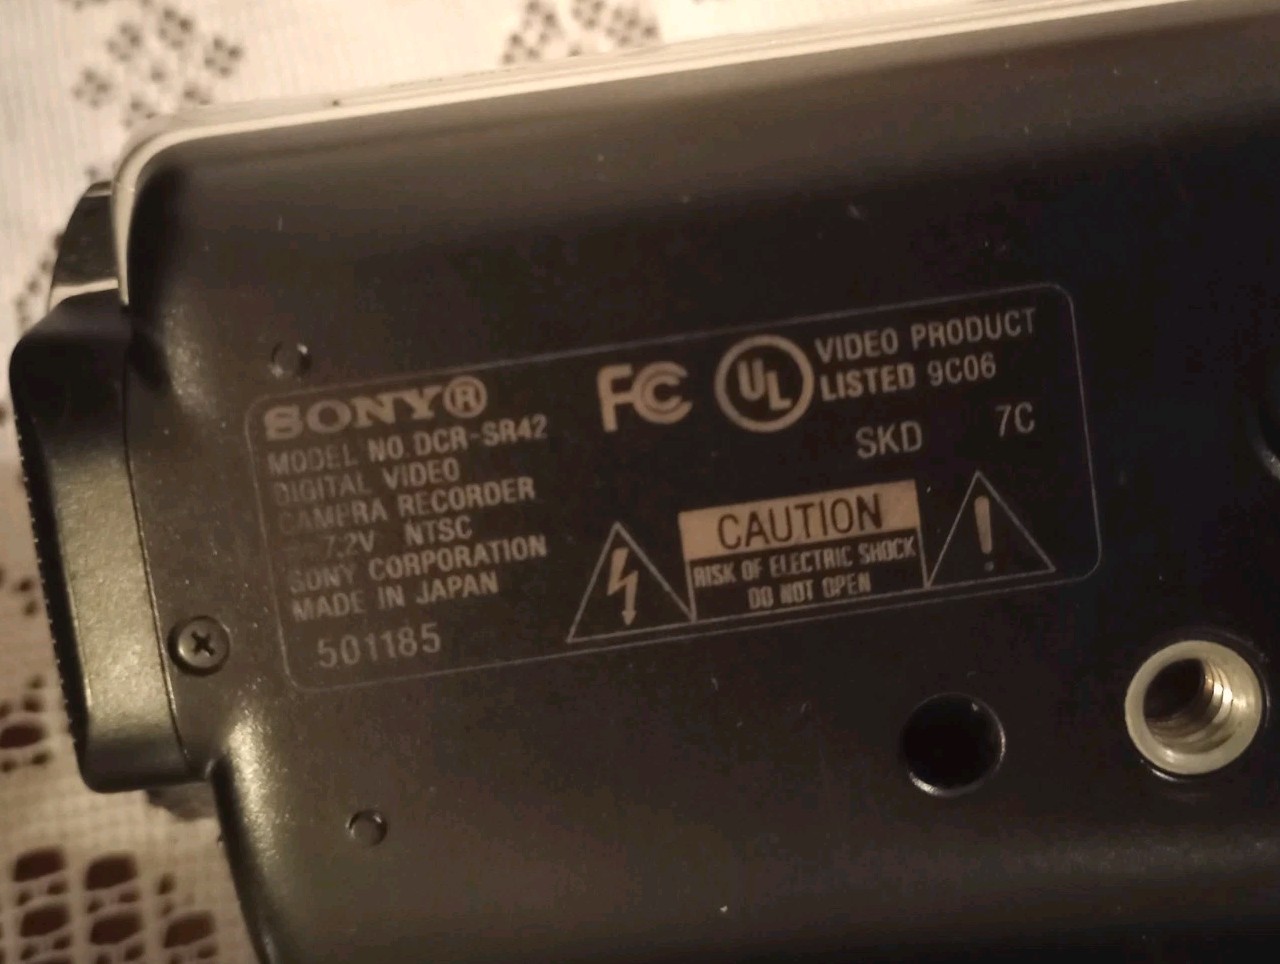 SONY®
MODEL NO. DCR-SR42
DIGITAL VIDEO
CAMERA RECORDER
7.2V NTSC
SONY CORPORATION
MADE IN JAPAN
501185
FC
UL
VIDEO PRODUCT
LISTED 9C06
SKD 7C
CAUTION
RISK OF ELECTRIC SHOCK
DO NOT OPEN
!